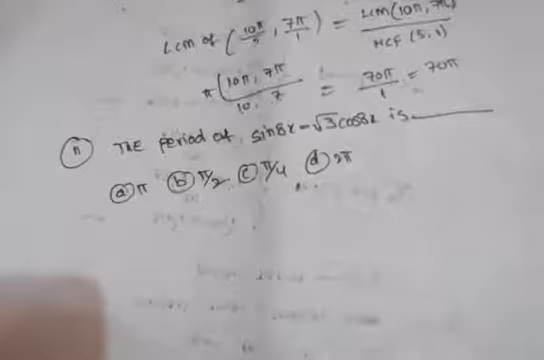 Lcm of (10π/5, 7π/1) = Lcm(10π, 7π) / HCF (5, 1)
π | 10π, 7π / 10, 7 = 70π/1 = 70π
(11) The period of sin8x-√3cos8x is
(a) π (b) π/2 (c) π/4 (d) 2π